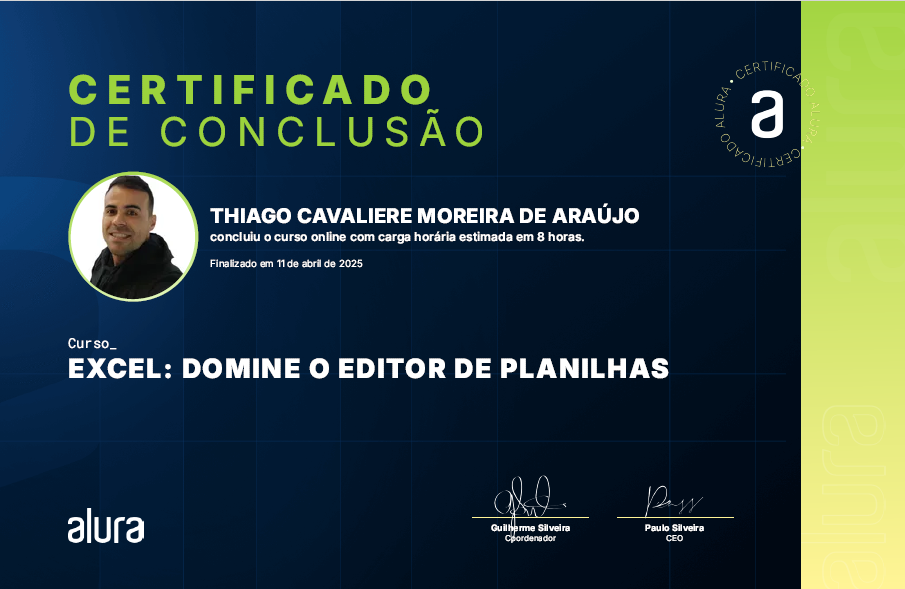 CERTIFICADO
DE CONCLUSÃO
CERTIFICADO ALURA • CERTIFICADO ALURA •
a
THIAGO CAVALIERE MOREIRA DE ARAÚJO
concluiu o curso online com carga horária estimada em 8 horas.
Finalizado em 11 de abril de 2025
Curso_
EXCEL: DOMINE O EDITOR DE PLANILHAS
alura
Guilherme Silveira
Coordenador
Paulo Silveira
CEO
alura